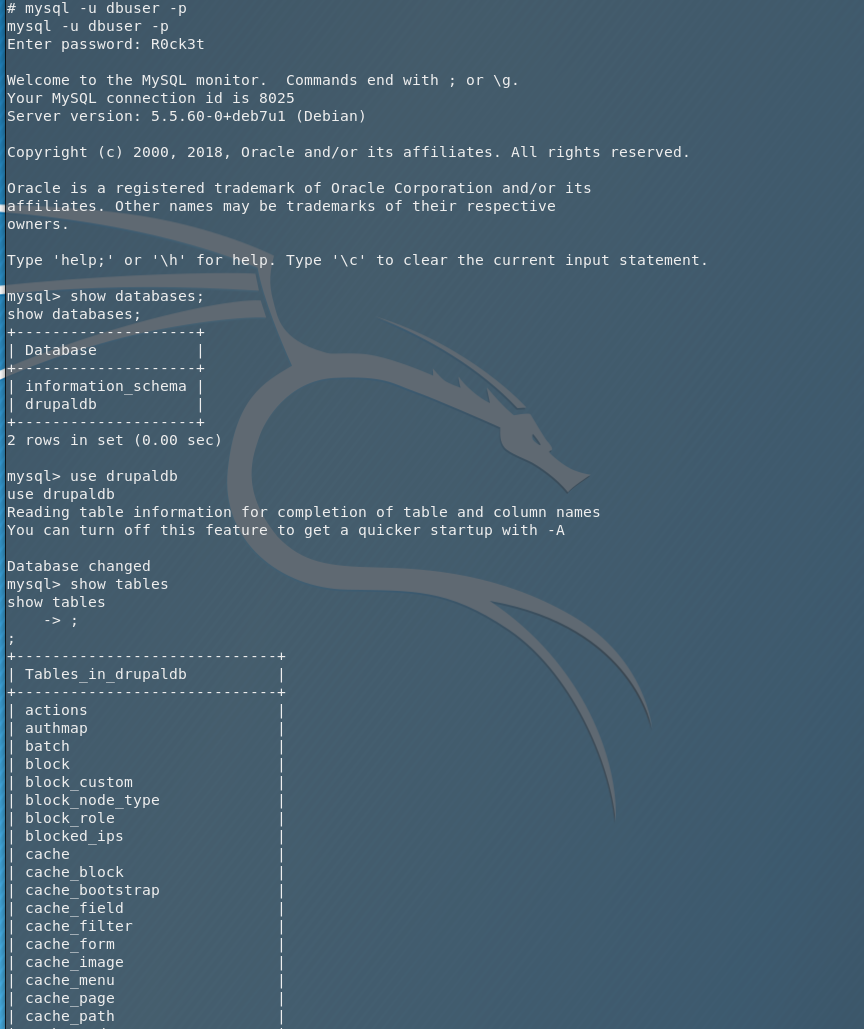 # mysql -u dbuser -p
mysql -u dbuser -p
Enter password: R0ck3t
Welcome to the MySQL monitor.  Commands end with ; or \g.
Your MySQL connection id is 8025
Server version: 5.5.60-0+deb7u1 (Debian)
Copyright (c) 2000, 2018, Oracle and/or its affiliates. All rights reserved.
Oracle is a registered trademark of Oracle Corporation and/or its
affiliates. Other names may be trademarks of their respective
owners.
Type 'help;' or '\h' for help. Type '\c' to clear the current input statement.
mysql> show databases;
show databases;
+--------------------+
| Database           |
+--------------------+
| information_schema |
| drupaldb           |
+--------------------+
2 rows in set (0.00 sec)
mysql> use drupaldb
use drupaldb
Reading table information for completion of table and column names
You can turn off this feature to get a quicker startup with -A
Database changed
mysql> show tables
show tables
    -> ;
;
+-----------------------------+
| Tables_in_drupaldb          |
+-----------------------------+
| actions                     |
| authmap                     |
| batch                       |
| block                       |
| block_custom                |
| block_node_type             |
| block_role                  |
| blocked_ips                 |
| cache                       |
| cache_block                 |
| cache_bootstrap             |
| cache_field                 |
| cache_filter                |
| cache_form                  |
| cache_image                 |
| cache_menu                  |
| cache_page                  |
| cache_path                  |